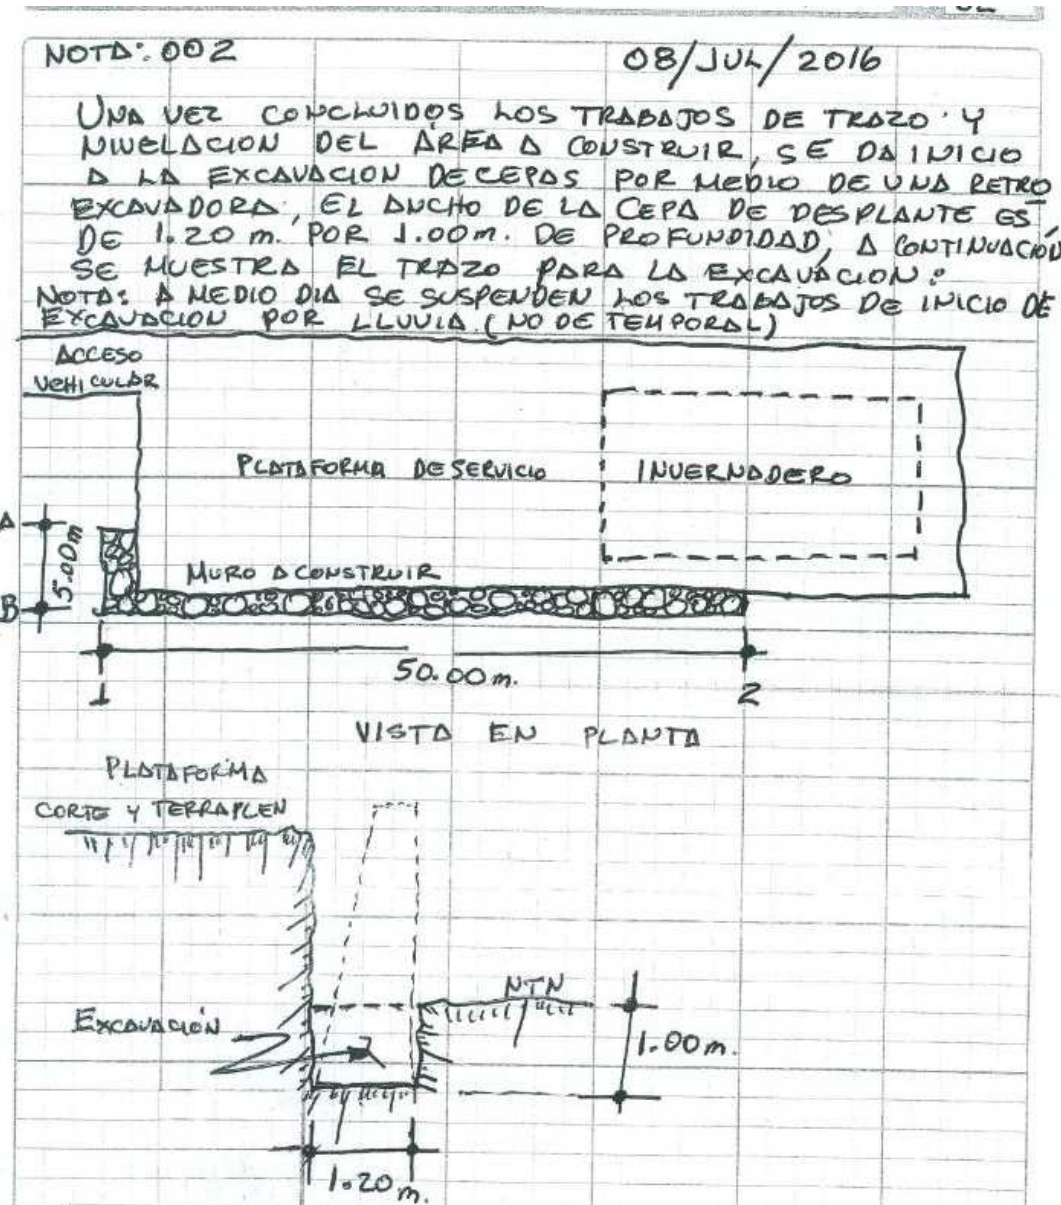 NOTA: 002
08/JUL/2016
UNA VEZ CONCLUIDOS LOS TRABAJOS DE TRAZO Y
NIVELACION DEL AREA A CONSTRUIR, SE DA INICIO
A LA EXCAVACION DE CEPAS POR MEDIO DE UNA RETRO
EXCAVADORA, EL ANCHO DE LA CEPA DE DESPLANTE ES
DE 1.20 m. POR 1.00 m. DE PROFUNDIDAD, A CONTINUACIÓN
SE MUESTRA EL TRAZO PARA LA EXCAVACION:
NOTA: A MEDIO DIA SE SUSPENDEN LOS TRABAJOS DE INICIO DE
EXCAVACION POR LLUVIA (NO DE TEMPORAL)
ACCESO
VEHICULAR
PLATAFORMA DE SERVICIO
INVERNADERO
A
5.00m
B
MURO A CONSTRUIR
50.00 m.
1
2
VISTA EN PLANTA
PLATAFORMA
CORTE Y TERRAPLEN
NTN
EXCAVACIÓN
1.00 m.
1.20 m.